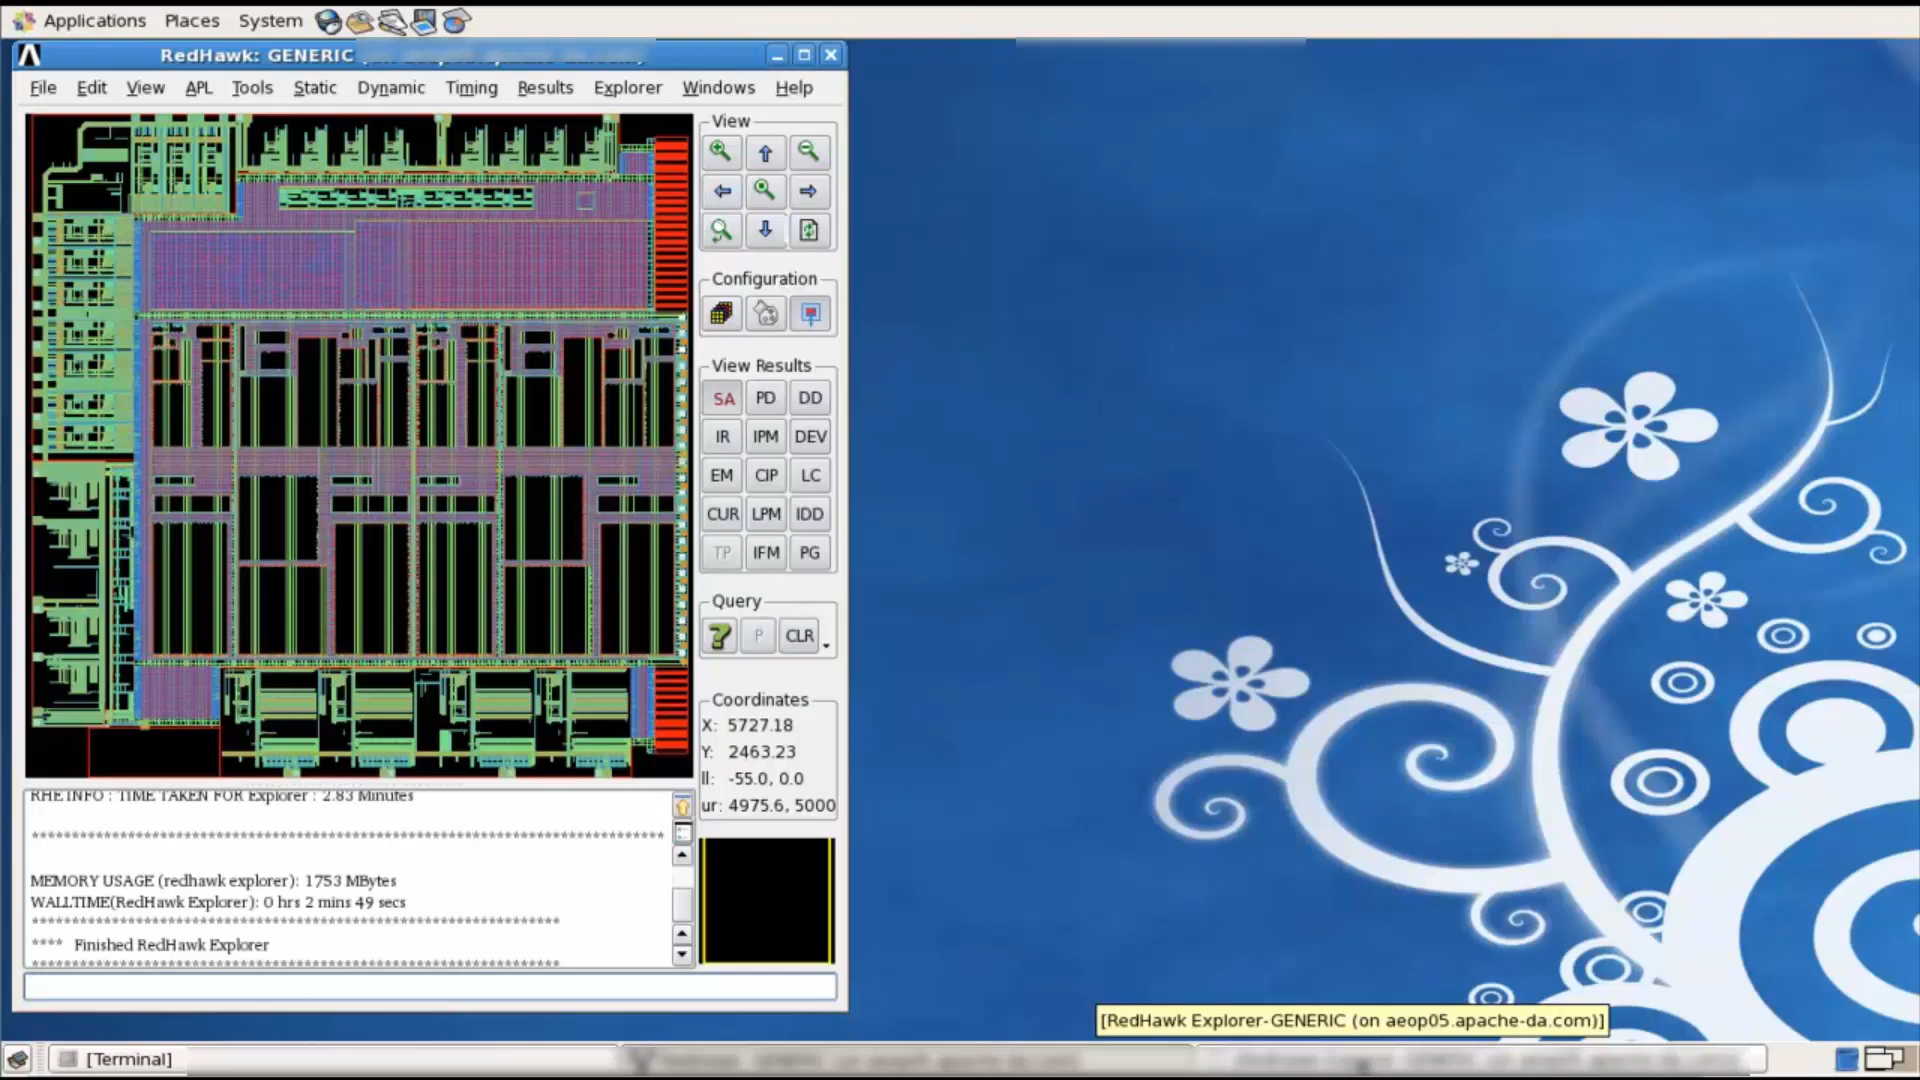 Applications Places System
RedHawk: GENERIC
File Edit View APL Tools Static Dynamic Timing Results Explorer Windows Help
View
Configuration
View Results
SA PD DD
IR IPM DEV
EM CIP LC
CUR LPM IDD
TP IFM PG
Query
P CLR
Coordinates
X: 5727.18
Y: 2463.23
ll: -55.0, 0.0
ur: 4975.6, 5000
RHE INFO : TIME TAKEN FOR Explorer : 2.83 Minutes
*******************************************************************************
MEMORY USAGE (redhawk explorer): 1753 MBytes
WALLTIME(RedHawk Explorer): 0 hrs 2 mins 49 secs
******************************************************************
**** Finished RedHawk Explorer
******************************************************************
[RedHawk Explorer-GENERIC (on aeop05.apache-da.com)]
[Terminal]